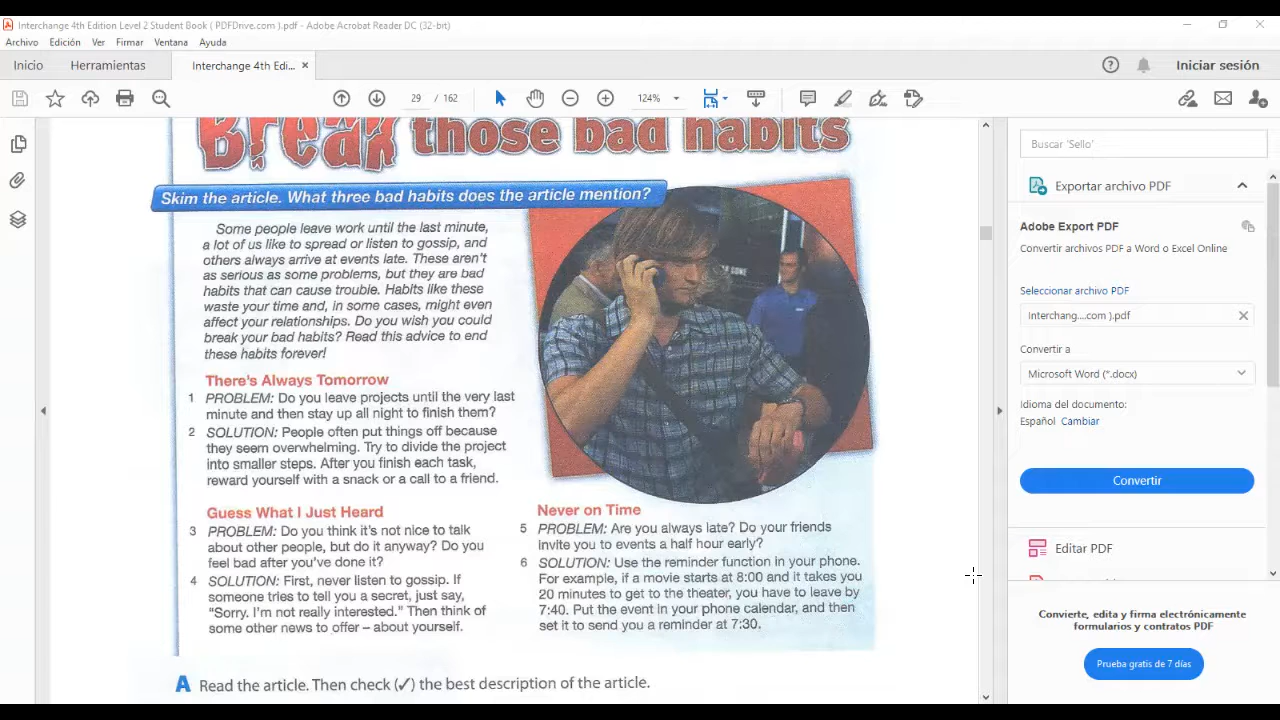 Interchange 4th Edition Level 2 Student Book ( PDFDrive.com ).pdf - Adobe Acrobat Reader DC (32-bit)
Archivo Edición Ver Firmar Ventana Ayuda
Inicio Herramientas Interchange 4th Edi... × Iniciar sesión
29 / 162 124%
Break those bad habits
Skim the article. What three bad habits does the article mention?
Some people leave work until the last minute,
a lot of us like to spread or listen to gossip, and
others always arrive at events late. These aren't
as serious as some problems, but they are bad
habits that can cause trouble. Habits like these
waste your time and, in some cases, might even
affect your relationships. Do you wish you could
break your bad habits? Read this advice to end
these habits forever!
There's Always Tomorrow
1 PROBLEM: Do you leave projects until the very last
minute and then stay up all night to finish them?
2 SOLUTION: People often put things off because
they seem overwhelming. Try to divide the project
into smaller steps. After you finish each task,
reward yourself with a snack or a call to a friend.
Guess What I Just Heard
3 PROBLEM: Do you think it's not nice to talk
about other people, but do it anyway? Do you
feel bad after you've done it?
4 SOLUTION: First, never listen to gossip. If
someone tries to tell you a secret, just say,
"Sorry. I'm not really interested." Then think of
some other news to offer – about yourself.
Never on Time
5 PROBLEM: Are you always late? Do your friends
invite you to events a half hour early?
6 SOLUTION: Use the reminder function in your phone.
For example, if a movie starts at 8:00 and it takes you
20 minutes to get to the theater, you have to leave by
7:40. Put the event in your phone calendar, and then
set it to send you a reminder at 7:30.
A Read the article. Then check (✓) the best description of the article.
Buscar 'Sello'
Exportar archivo PDF
Adobe Export PDF
Convertir archivos PDF a Word o Excel Online
Seleccionar archivo PDF
Interchang....com ).pdf
Convertir a
Microsoft Word (*.docx)
Idioma del documento:
Español Cambiar
Convertir
Editar PDF
Convierte, edita y firma electrónicamente
formularios y contratos PDF
Prueba gratis de 7 días